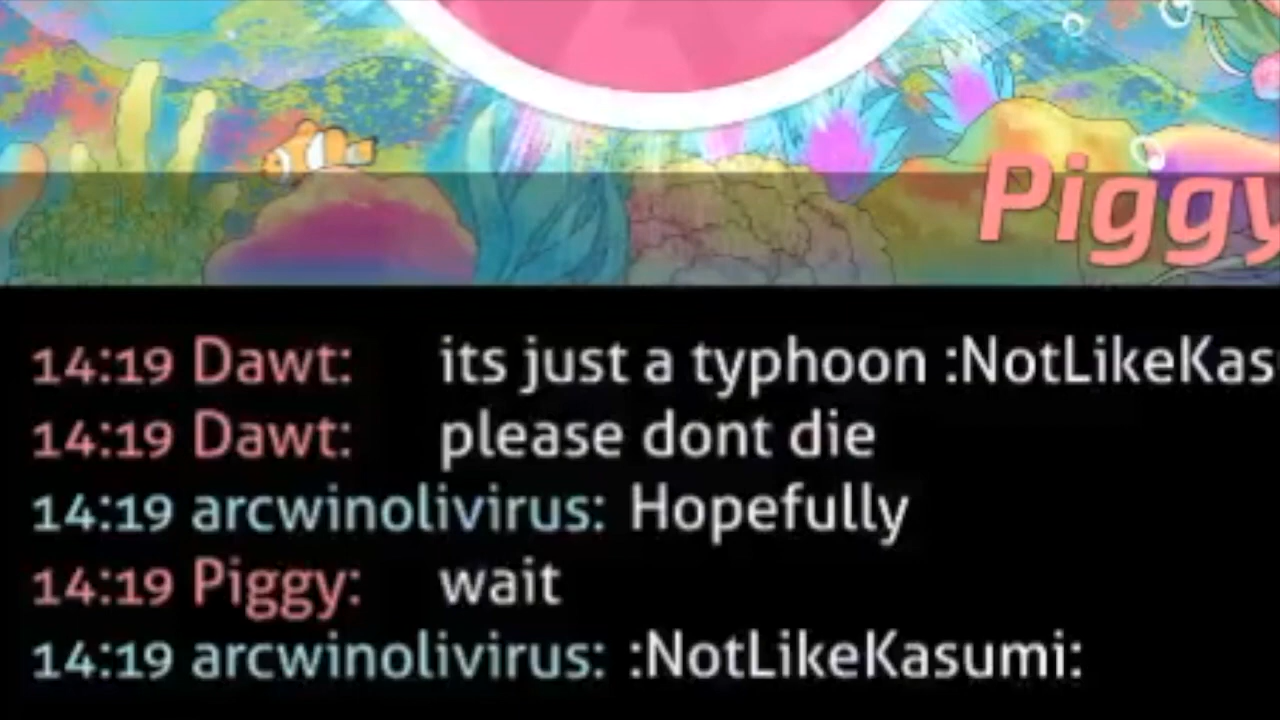 Piggy
14:19 Dawt: its just a typhoon :NotLikeKas
14:19 Dawt: please dont die
14:19 arcwinolivirus: Hopefully
14:19 Piggy: wait
14:19 arcwinolivirus: :NotLikeKasumi: